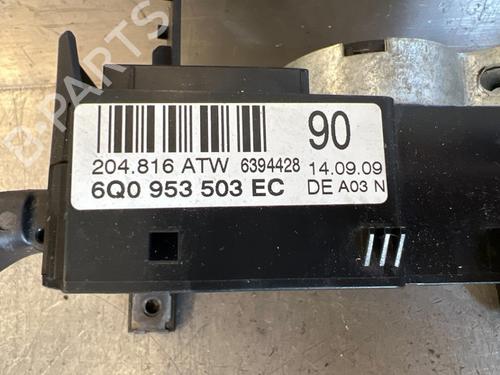 B-PARTS
90
204.816 ATW 6394428 14.09.09
6Q0 953 503 EC DE A03 N